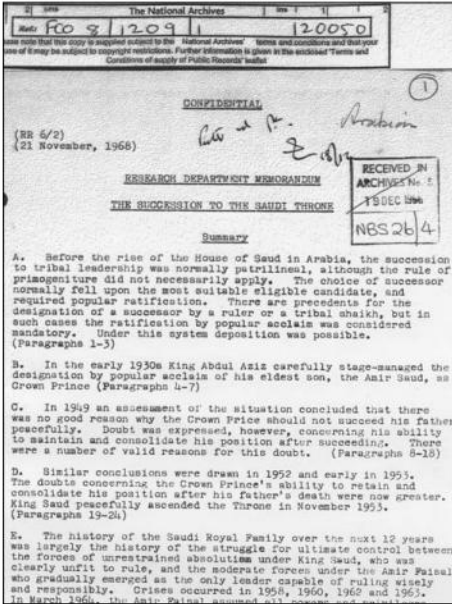 The National Archives
Ref.: FCO 8 / 1209 120050
Please note that this copy is supplied subject to the National Archives' terms and conditions and that your
use of it may be subject to copyright restrictions. Further information is given in the enclosed 'Terms and
Conditions of supply of Public Records' leaflet
1
CONFIDENTIAL
Arabian
(RR 6/2)
(21 November, 1968)
RESEARCH DEPARTMENT MEMORANDUM
THE SUCCESSION TO THE SAUDI THRONE
RECEIVED IN
ARCHIVES No.
19 DEC 1968
NBS 26/4
Summary
A. Before the rise of the House of Saud in Arabia, the succession
to tribal leadership was normally patrilineal, although the rule of
primogeniture did not necessarily apply. The choice of successor
normally fell upon the most suitable eligible candidate, and
required popular ratification. There are precedents for the
designation of a successor by a ruler or a tribal shaikh, but in
such cases the ratification by popular acclaim was considered
mandatory. Under this system deposition was possible.
(Paragraphs 1-3)
B. In the early 1930s King Abdul Aziz carefully stage-managed the
designation by popular acclaim of his eldest son, the Amir Saud, as
Crown Prince (Paragraphs 4-7)
C. In 1949 an assessment of the situation concluded that there
was no good reason why the Crown Price should not succeed his father
peacefully. Doubt was expressed, however, concerning his ability
to maintain and consolidate his position after succeeding. There
were a number of valid reasons for this doubt. (Paragraphs 8-18)
D. Similar conclusions were drawn in 1952 and early in 1953.
The doubts concerning the Crown Prince's ability to retain and
consolidate his position after his father's death were now greater.
King Saud peacefully ascended the Throne in November 1953.
(Paragraphs 19-24)
E. The history of the Saudi Royal Family over the next 12 years
was largely the history of the struggle for ultimate control between
the forces of unrestrained absolutism under King Saud, who was
clearly unfit to rule, and the moderate forces under the Amir Faisal
who gradually emerged as the only leader capable of ruling wisely
and responsibly. Crises occurred in 1958, 1960, 1962 and 1963.
In March 1964, the Amir Faisal assumed all